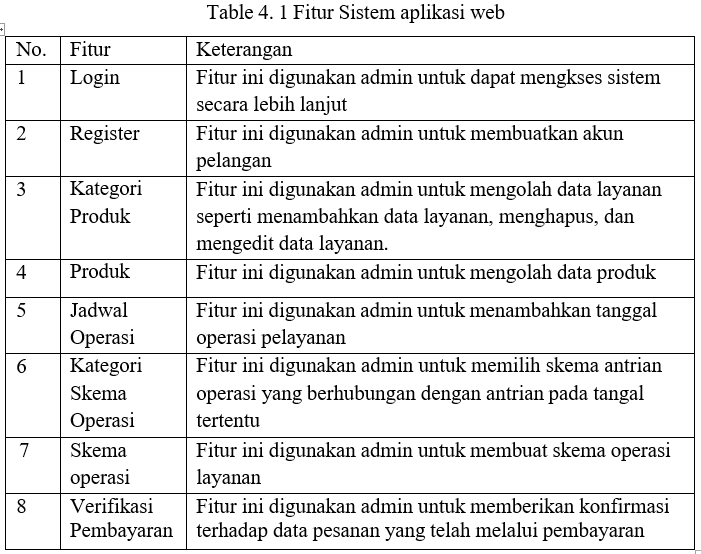 Table 4. 1 Fitur Sistem aplikasi web
No. Fitur Keterangan
1 Login Fitur ini digunakan admin untuk dapat mengkses sistem
secara lebih lanjut
2 Register Fitur ini digunakan admin untuk membuatkan akun
pelangan
3 Kategori Fitur ini digunakan admin untuk mengolah data layanan
Produk seperti menambahkan data layanan, menghapus, dan
mengedit data layanan.
4 Produk Fitur ini digunakan admin untuk mengolah data produk
5 Jadwal Fitur ini digunakan admin untuk menambahkan tanggal
Operasi operasi pelayanan
6 Kategori Fitur ini digunakan admin untuk memilih skema antrian
Skema operasi yang berhubungan dengan antrian pada tangal
Operasi tertentu
7 Skema Fitur ini digunakan admin untuk membuat skema operasi
operasi layanan
8 Verifikasi Fitur ini digunakan admin untuk memberikan konfirmasi
Pembayaran terhadap data pesanan yang telah melalui pembayaran